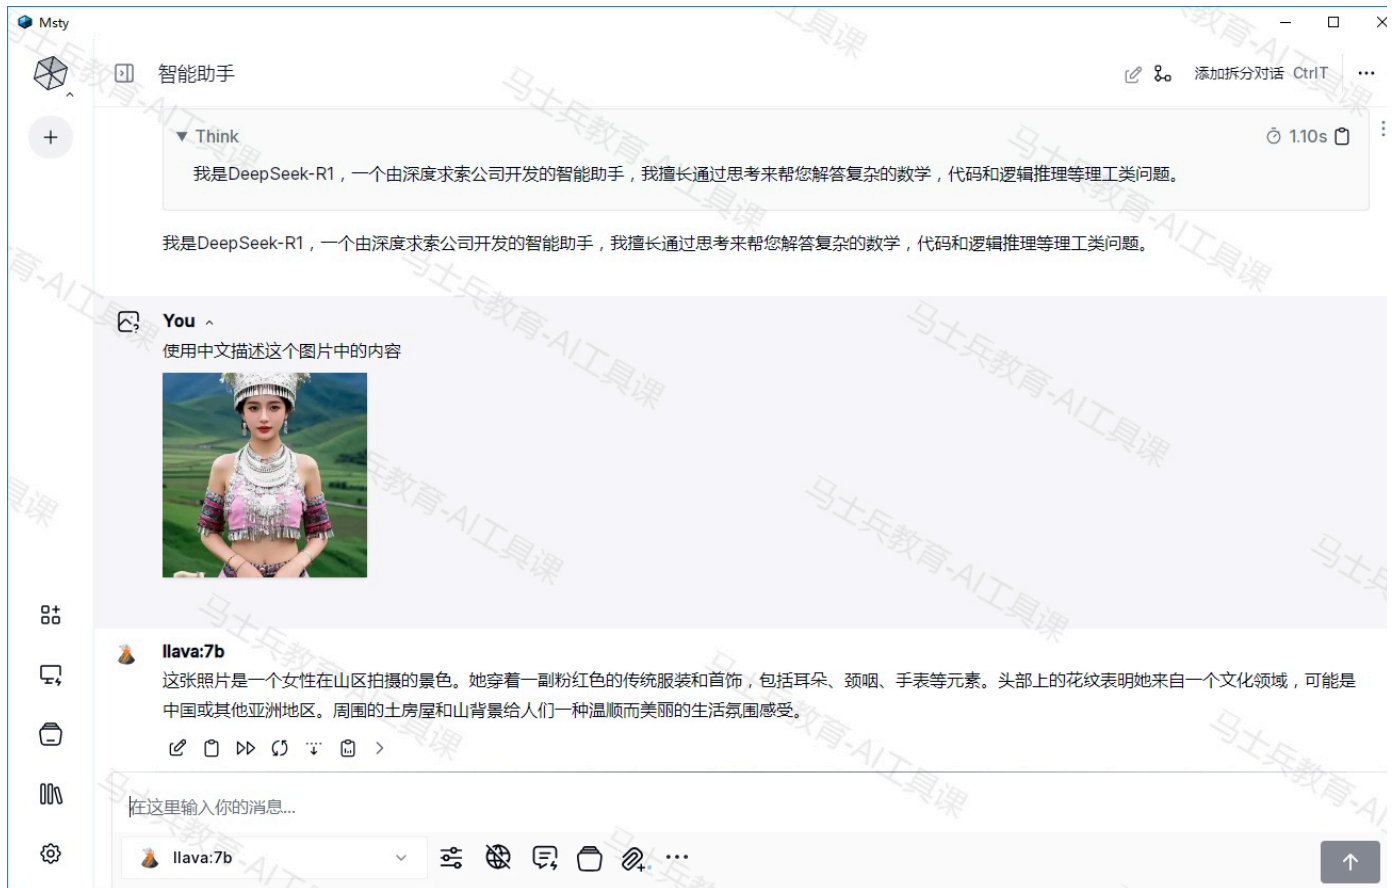 Msty
智能助手
添加拆分对话 CtrlT
Think
1.10s
我是DeepSeek-R1，一个由深度求索公司开发的智能助手，我擅长通过思考来帮您解答复杂的数学，代码和逻辑推理等理工类问题。
我是DeepSeek-R1，一个由深度求索公司开发的智能助手，我擅长通过思考来帮您解答复杂的数学，代码和逻辑推理等理工类问题。
You
使用中文描述这个图片中的内容
llava:7b
这张照片是一个女性在山区拍摄的景色。她穿着一副粉红色的传统服装和首饰，包括耳朵、颈咽、手表等元素。头部上的花纹表明她来自一个文化领域，可能是
中国或其他亚洲地区。周围的土房屋和山背景给人们一种温顺而美丽的生活氛围感受。
在这里输入你的消息...
llava:7b
马士兵教育-AI工具课